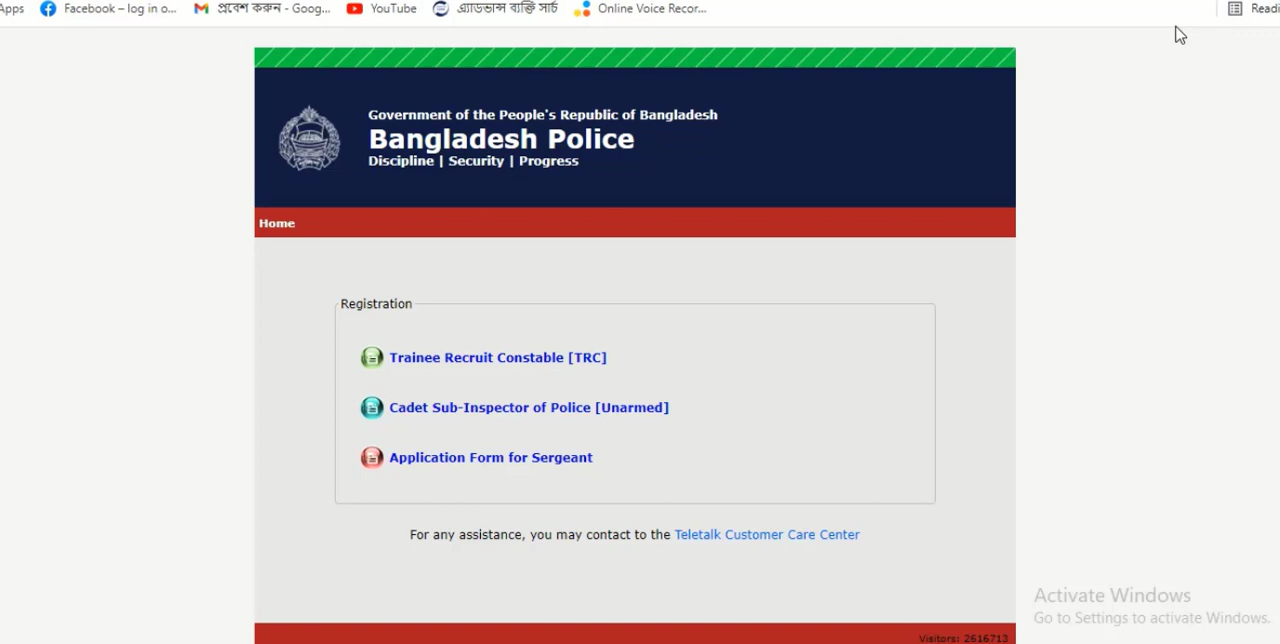 Apps Facebook – log in o... প্রবেশ করুন - Goog... YouTube এ্যাডভান্স ব্যক্তি সার্চ Online Voice Recor... Readi
Government of the People's Republic of Bangladesh
Bangladesh Police
Discipline | Security | Progress
Home
Registration
Trainee Recruit Constable [TRC]
Cadet Sub-Inspector of Police [Unarmed]
Application Form for Sergeant
For any assistance, you may contact to the Teletalk Customer Care Center
Activate Windows
Go to Settings to activate Windows.
Visitors: 2616713